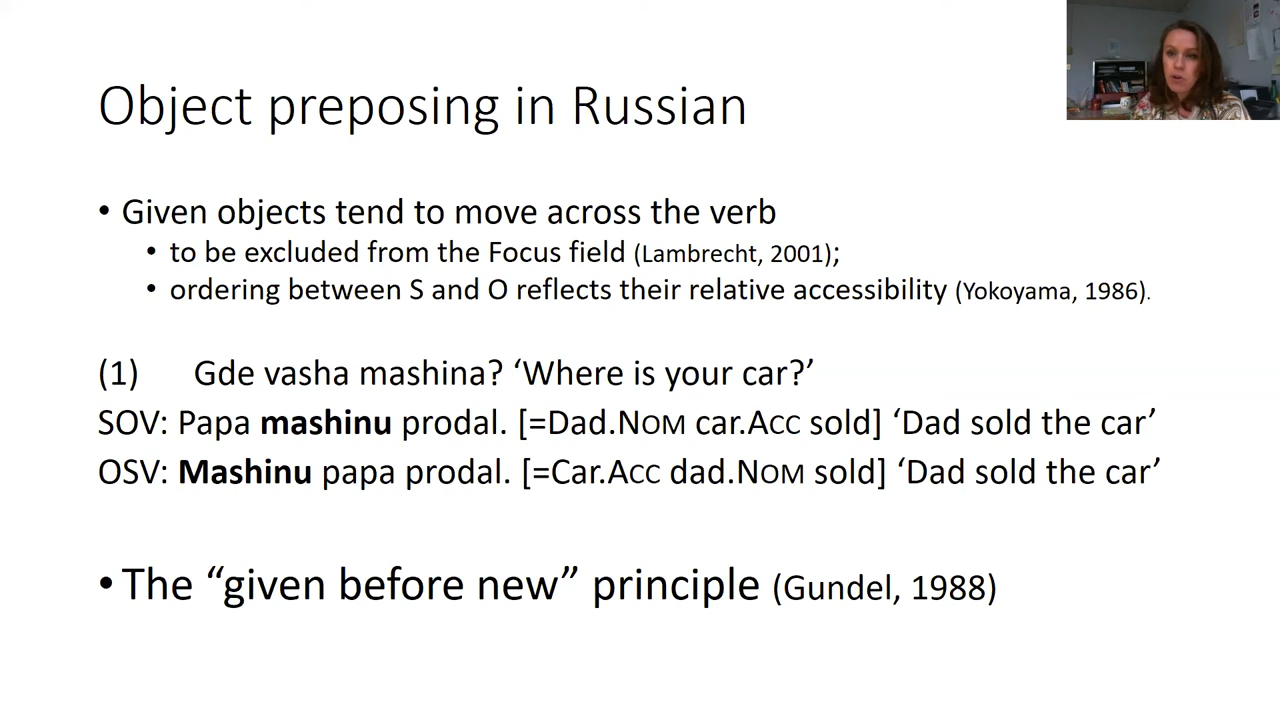 Object preposing in Russian
• Given objects tend to move across the verb
• to be excluded from the Focus field (Lambrecht, 2001);
• ordering between S and O reflects their relative accessibility (Yokoyama, 1986).
(1) Gde vasha mashina? ‘Where is your car?’
SOV: Papa mashinu prodal. [=Dad.NOM car.ACC sold] ‘Dad sold the car’
OSV: Mashinu papa prodal. [=Car.ACC dad.NOM sold] ‘Dad sold the car’
• The “given before new” principle (Gundel, 1988)